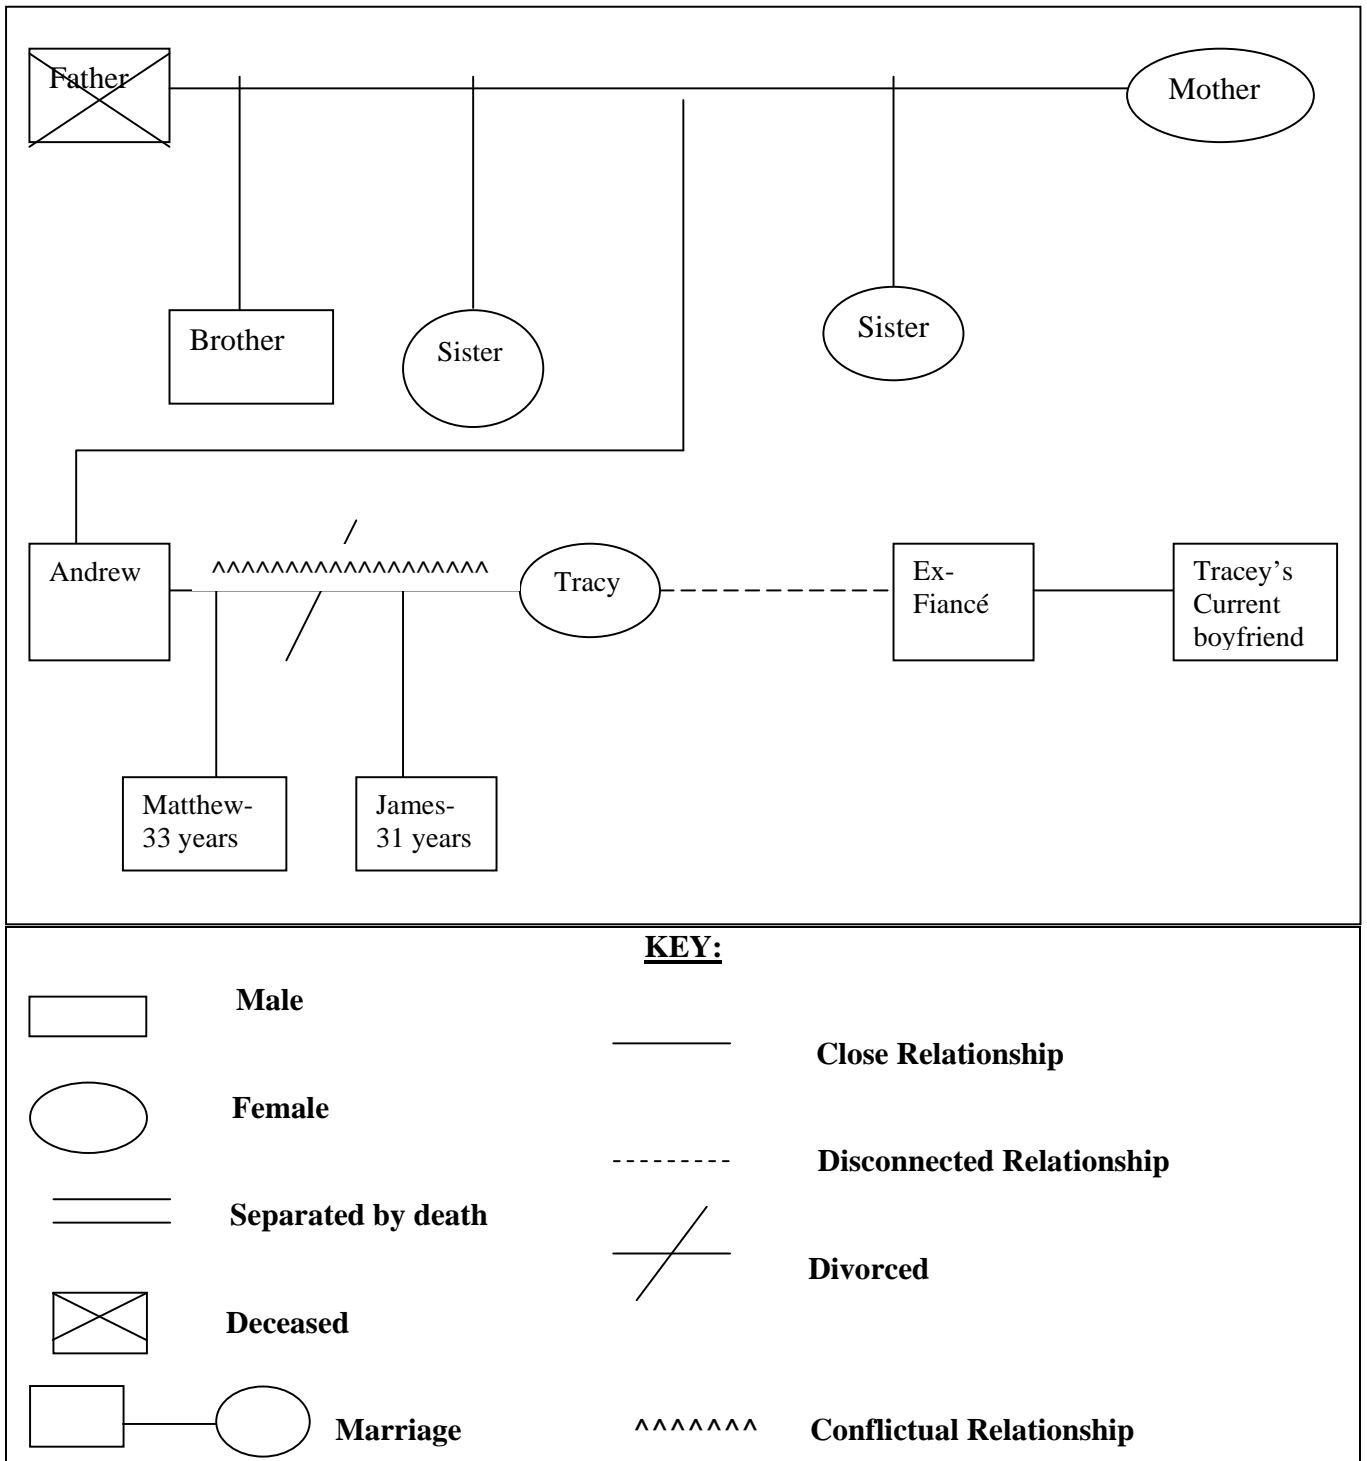 Father
Mother
Brother
Sister
Sister
Andrew
^^^^^^^^^^^^^^^^^^^
Tracy
Ex-
Fiancé
Tracey’s
Current
boyfriend
Matthew-
33 years
James-
31 years
KEY:
Male
Close Relationship
Female
Disconnected Relationship
Separated by death
Divorced
Deceased
Marriage
^^^^^^^
Conflictual Relationship